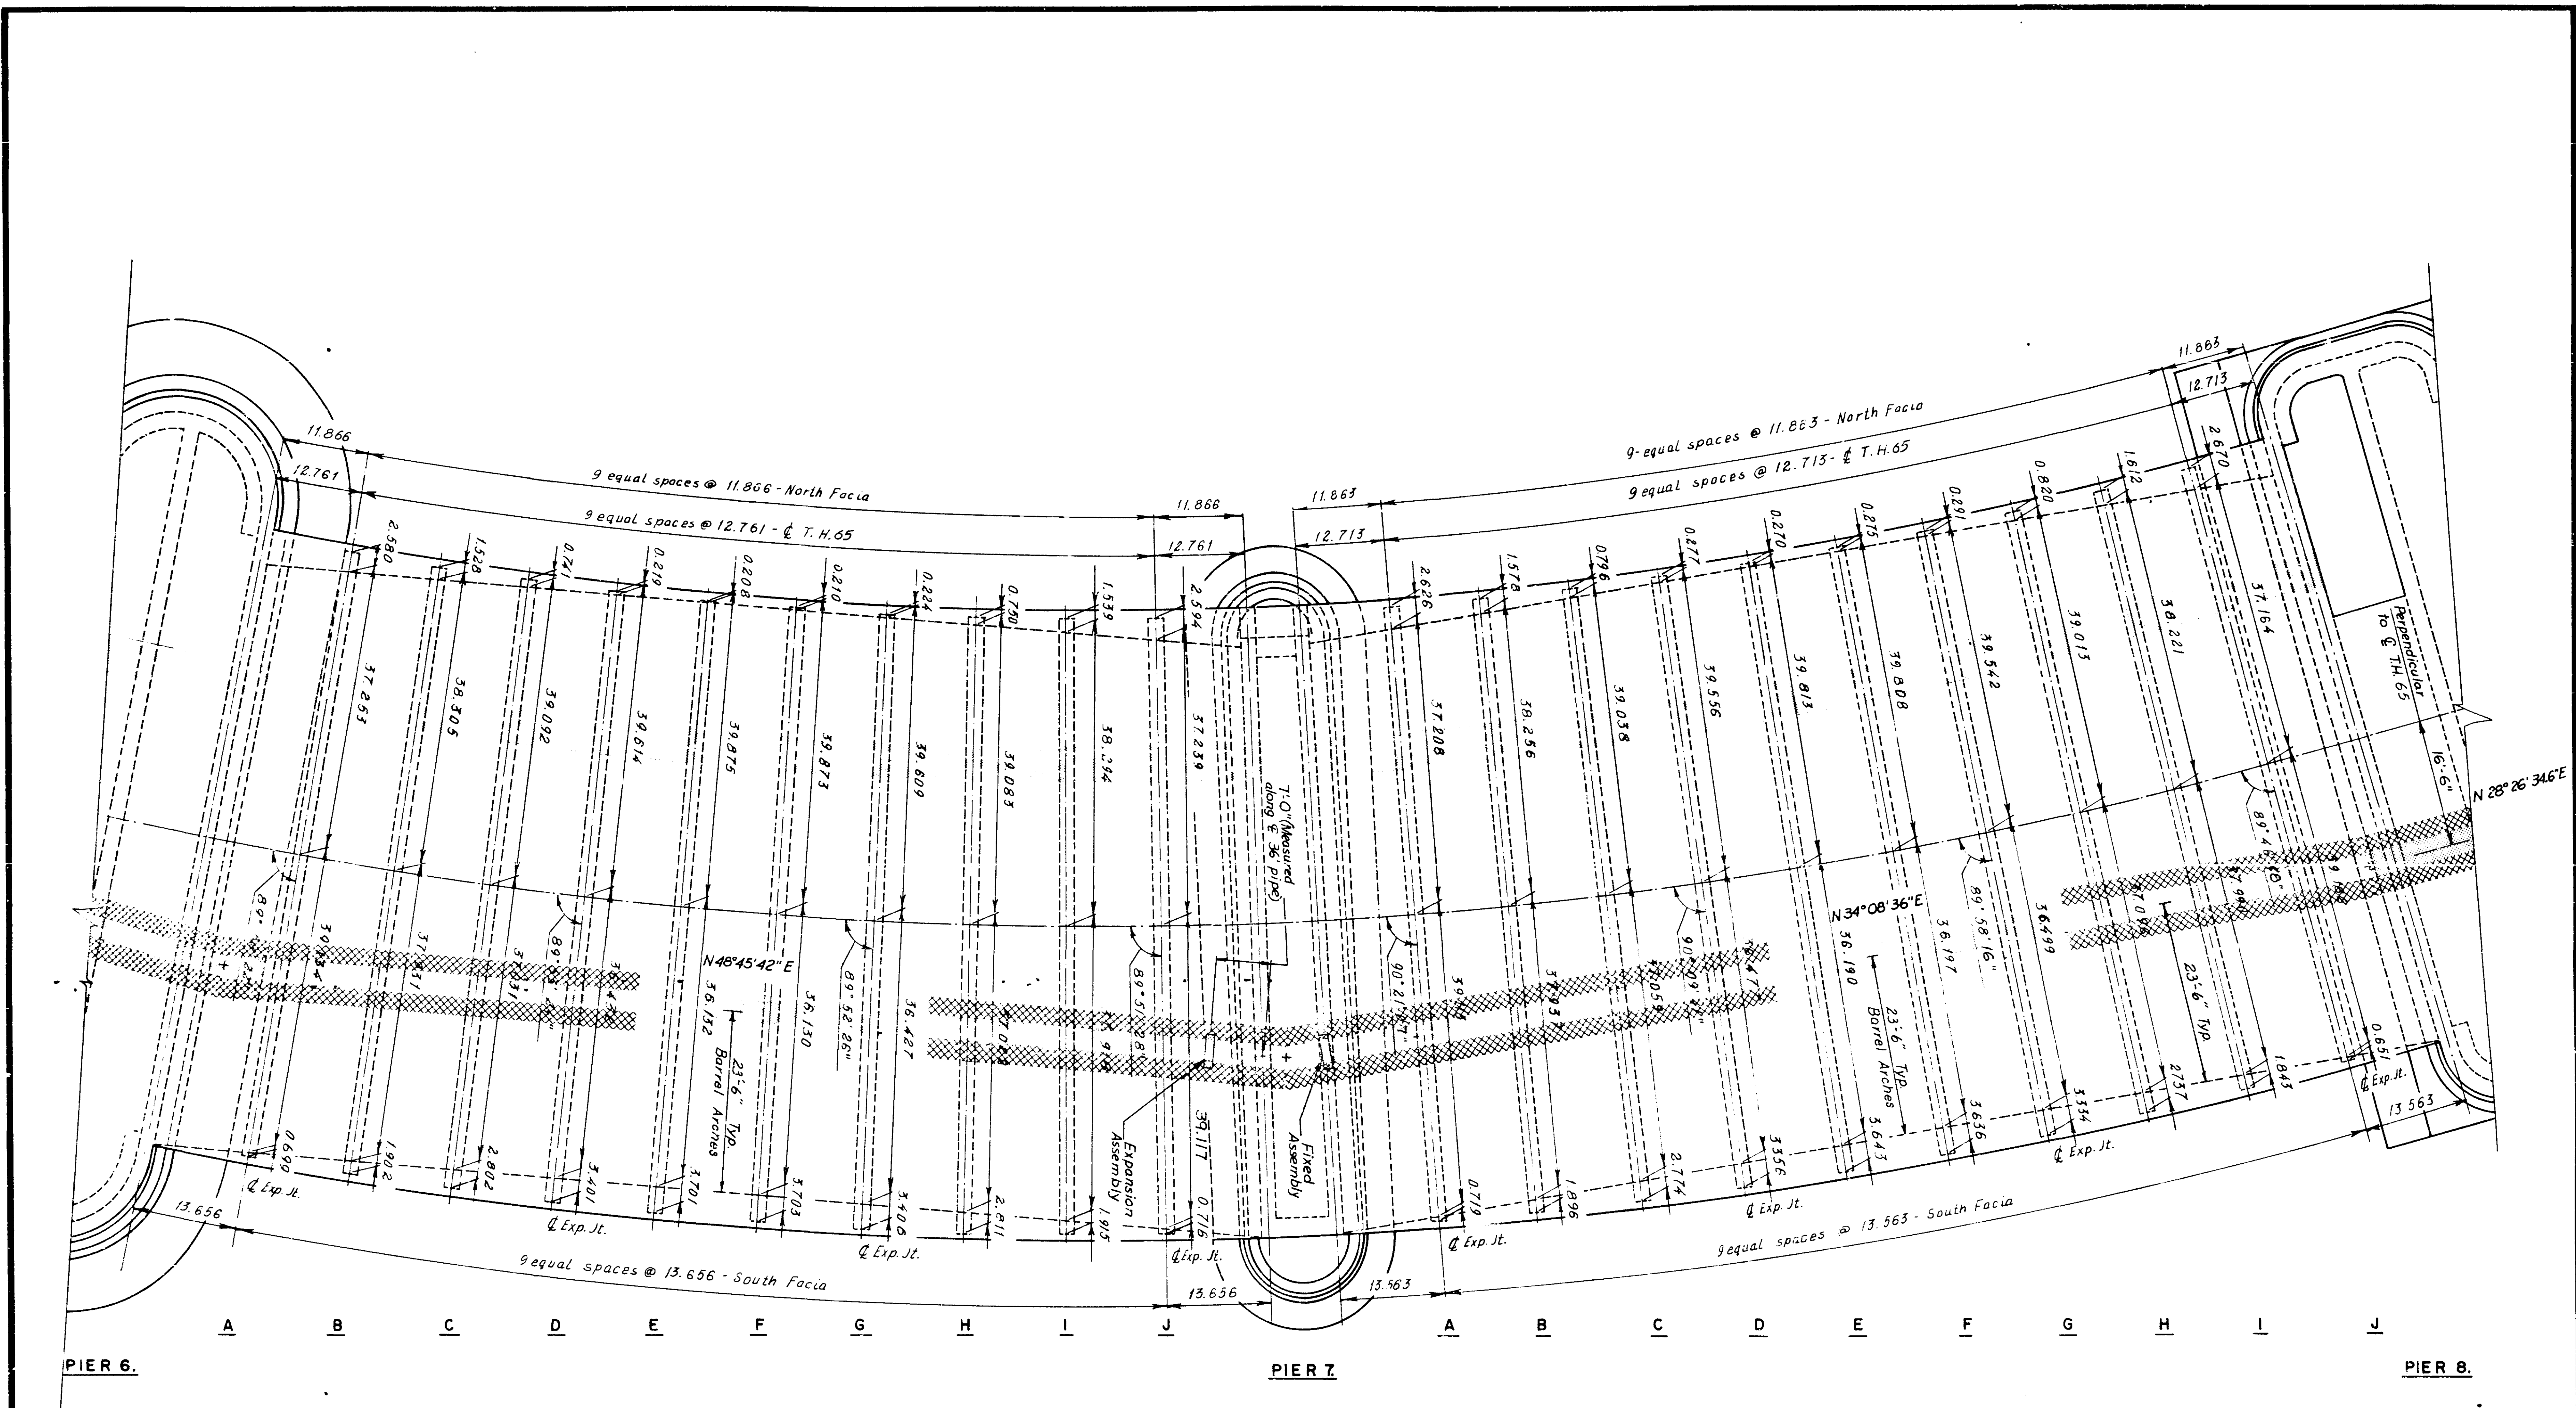 11.866
12.761
9 equal spaces @ 11.866 - North Facia
9 equal spaces @ 12.761 - ℄ T.H.65
11.866
12.761
11.863
12.713
9-equal spaces @ 11.863 - North Facia
9 equal spaces @ 12.713 - ℄ T.H.65
11.883
12.713
2.580
1.528
0.741
0.219
0.208
0.210
0.224
0.750
1.539
2.594
2.626
1.578
0.796
0.277
0.270
0.275
0.291
0.820
1.612
2.670
37.253
38.305
39.092
39.614
39.875
39.873
39.609
39.083
38.294
37.239
37.208
38.256
39.038
39.556
39.813
39.808
39.542
39.013
38.221
37.164
Perpendicular
to ℄ T.H. 65
16'-6"
N 28° 26' 34.6" E
1'-0" (Measured
along ℄ 36" pipe)
N 48° 45' 42" E
N 34° 08' 36" E
36.132
36.130
89° 52' 26"
36.427
89° 51' 28"
39.117
36.190
36.197
89° 58' 16"
36.499
23'-6" Typ.
Barrel Arches
23'-6" Typ.
Barrel Arches
23'-6" Typ.
Expansion
Assembly
Fixed
Assembly
0.690
1.902
2.802
3.401
3.701
3.703
3.406
2.811
1.915
0.716
0.719
1.896
2.774
3.356
3.643
3.636
3.334
2.737
1.843
0.651
℄ Exp. Jt.
℄ Exp. Jt.
℄ Exp. Jt.
℄ Exp. Jt.
℄ Exp. Jt.
℄ Exp. Jt.
℄ Exp. Jt.
℄ Exp. Jt.
13.656
9 equal spaces @ 13.656 - South Facia
13.656
13.563
9 equal spaces @ 13.563 - South Facia
13.563
A B C D E F G H I J A B C D E F G H I J
PIER 6. PIER 7. PIER 8.